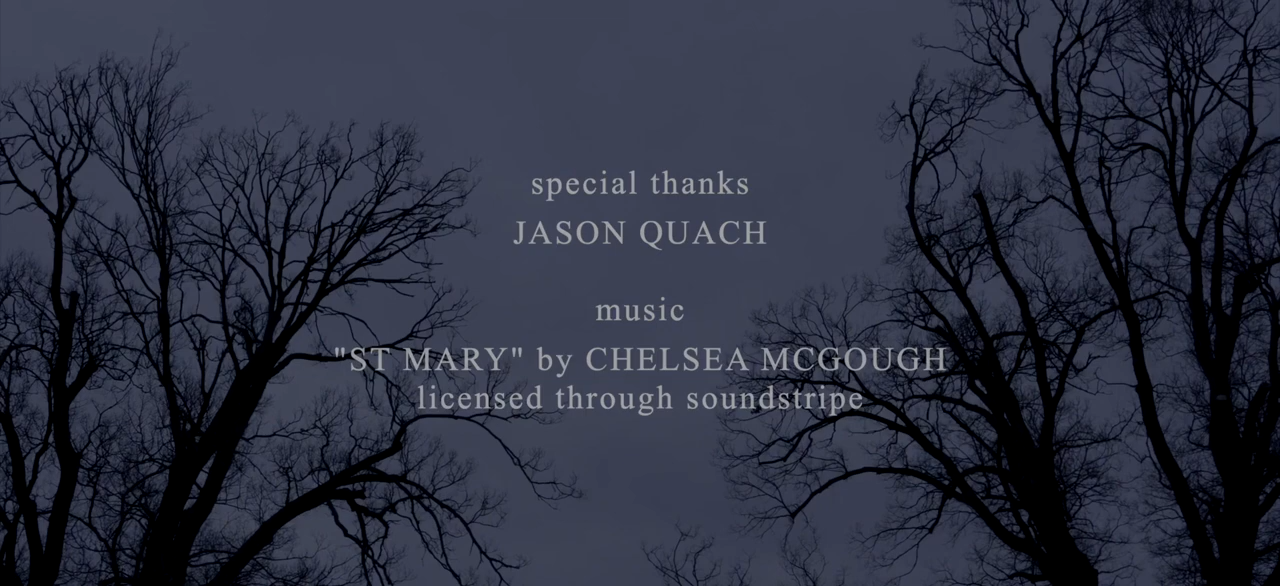 special thanks
JASON QUACH
music
"ST MARY" by CHELSEA MCGOUGH
licensed through soundstripe